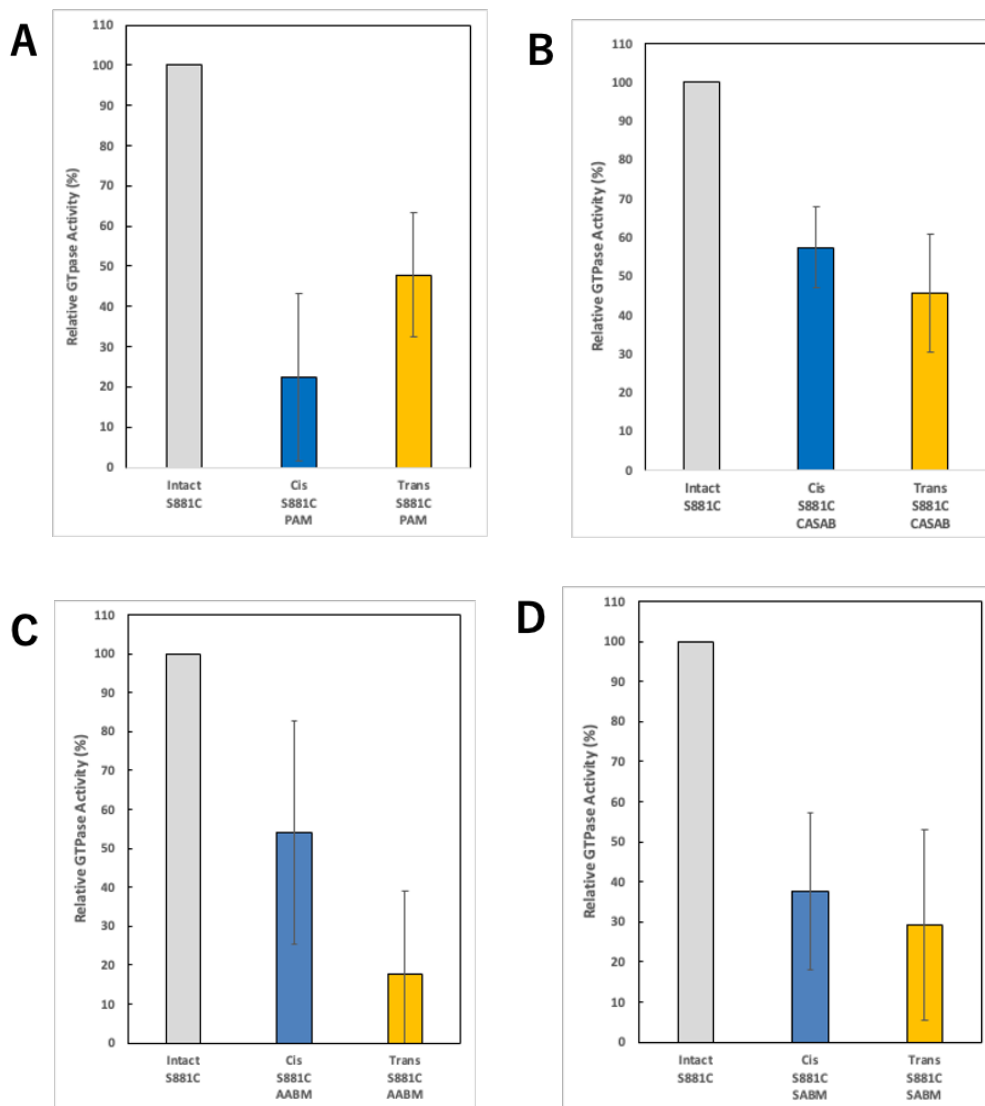 A
Relative GTpase Activity (%)
110
100
90
80
70
60
50
40
30
20
10
0
Intact
S881C
Cis
S881C
PAM
Trans
S881C
PAM
B
Relative GTPase Activity (%)
110
100
90
80
70
60
50
40
30
20
10
0
Intact
S881C
Cis
S881C
CASAB
Trans
S881C
CASAB
C
Relative GTPase Activity (%)
110
100
90
80
70
60
50
40
30
20
10
0
Intact
S881C
Cis
S881C
AABM
Trans
S881C
AABM
D
Relative GTPase Activity (%)
110
100
90
80
70
60
50
40
30
20
10
0
Intact
S881C
Cis
S881C
SABM
Trans
S881C
SABM